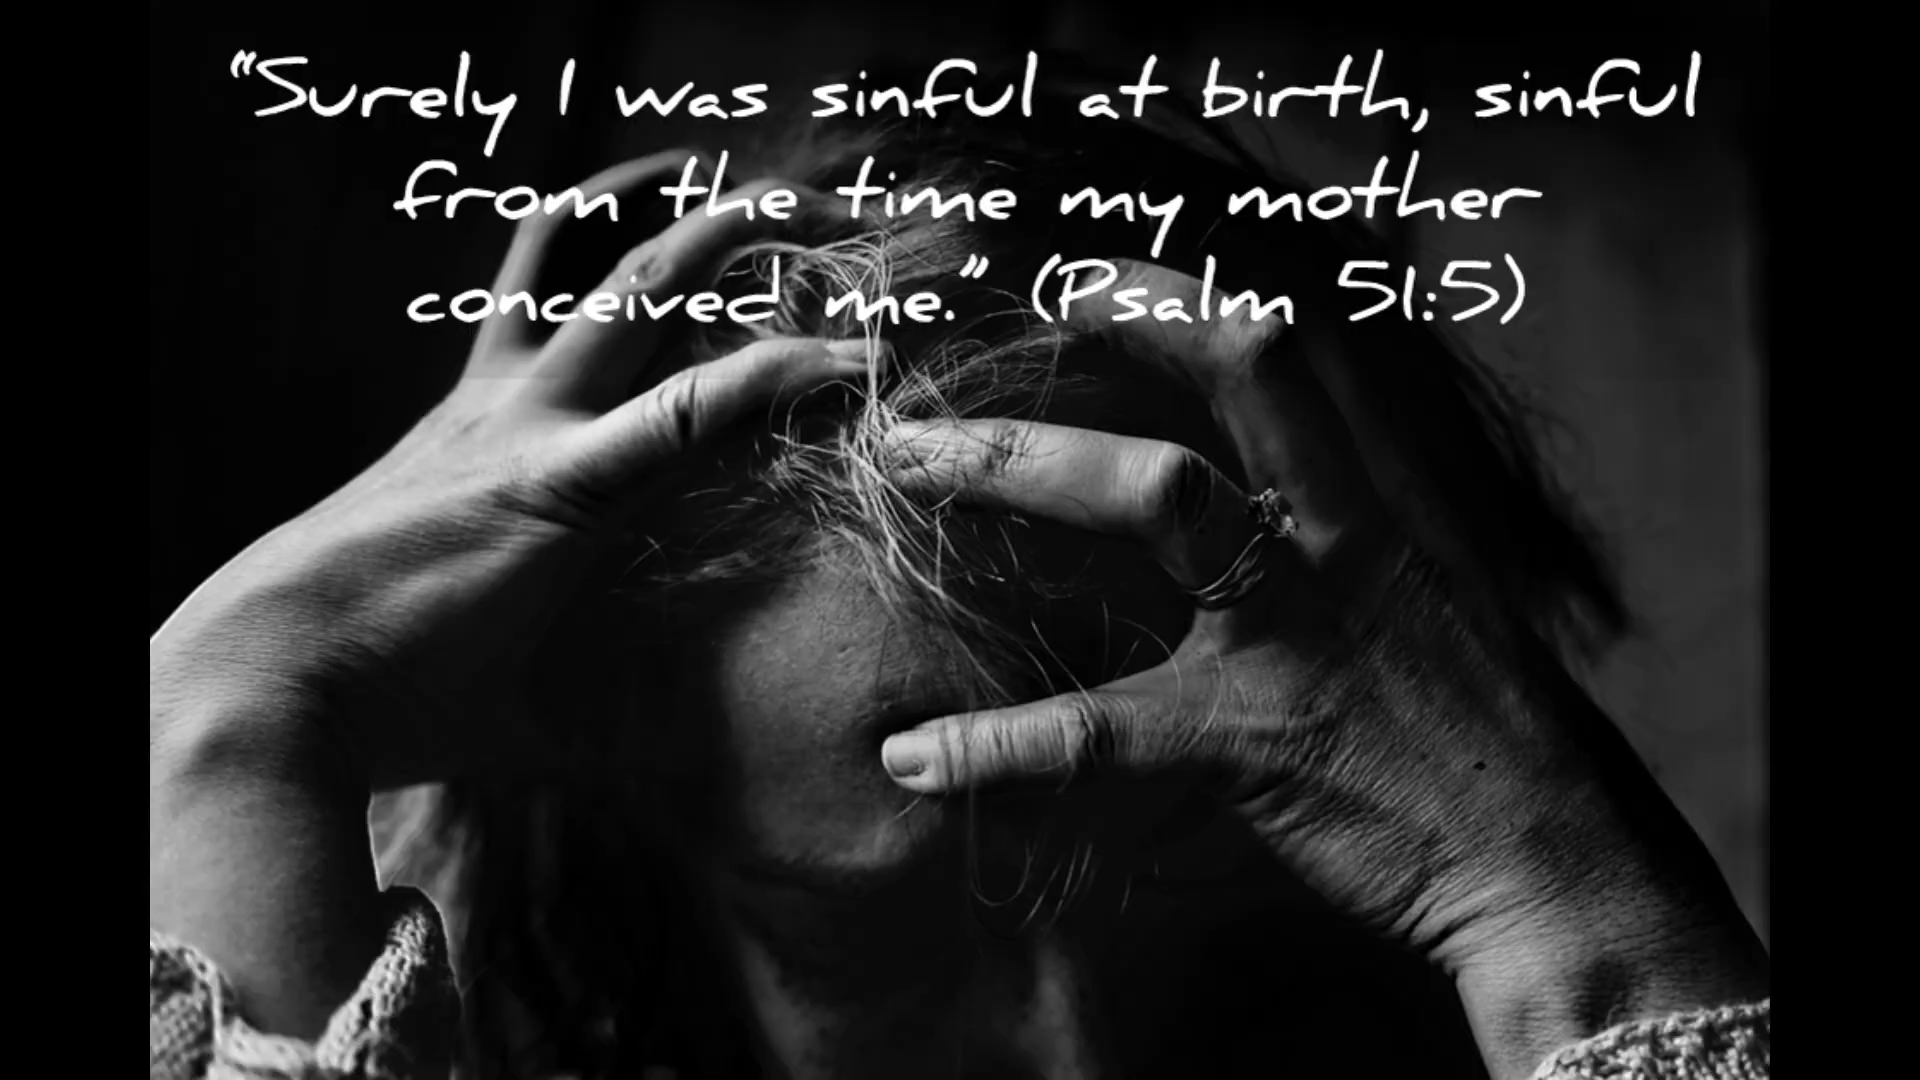 “Surely I was sinful at birth, sinful
from the time my mother
conceived me.” (Psalm 51:5)